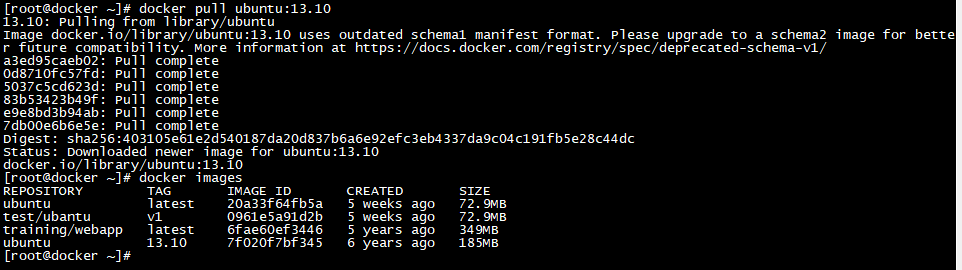 [root@docker ~]# docker pull ubuntu:13.10
13.10: Pulling from library/ubuntu
Image docker.io/library/ubuntu:13.10 uses outdated schema1 manifest format. Please upgrade to a schema2 image for bette
r future compatibility. More information at https://docs.docker.com/registry/spec/deprecated-schema-v1/
a3ed95caeb02: Pull complete
0d8710fc57fd: Pull complete
5037c5cd623d: Pull complete
83b53423b49f: Pull complete
e9e8bd3b94ab: Pull complete
7db00e6b6e5e: Pull complete
Digest: sha256:403105e61e2d540187da20d837b6a6e92efc3eb4337da9c04c191fb5e28c44dc
Status: Downloaded newer image for ubuntu:13.10
docker.io/library/ubuntu:13.10
[root@docker ~]# docker images
REPOSITORY TAG IMAGE ID CREATED SIZE
ubuntu latest 20a33f64fb5a 5 weeks ago 72.9MB
test/ubantu v1 0961e5a91d2b 5 weeks ago 72.9MB
training/webapp latest 6fae60ef3446 5 years ago 349MB
ubuntu 13.10 7f020f7bf345 6 years ago 185MB
[root@docker ~]#